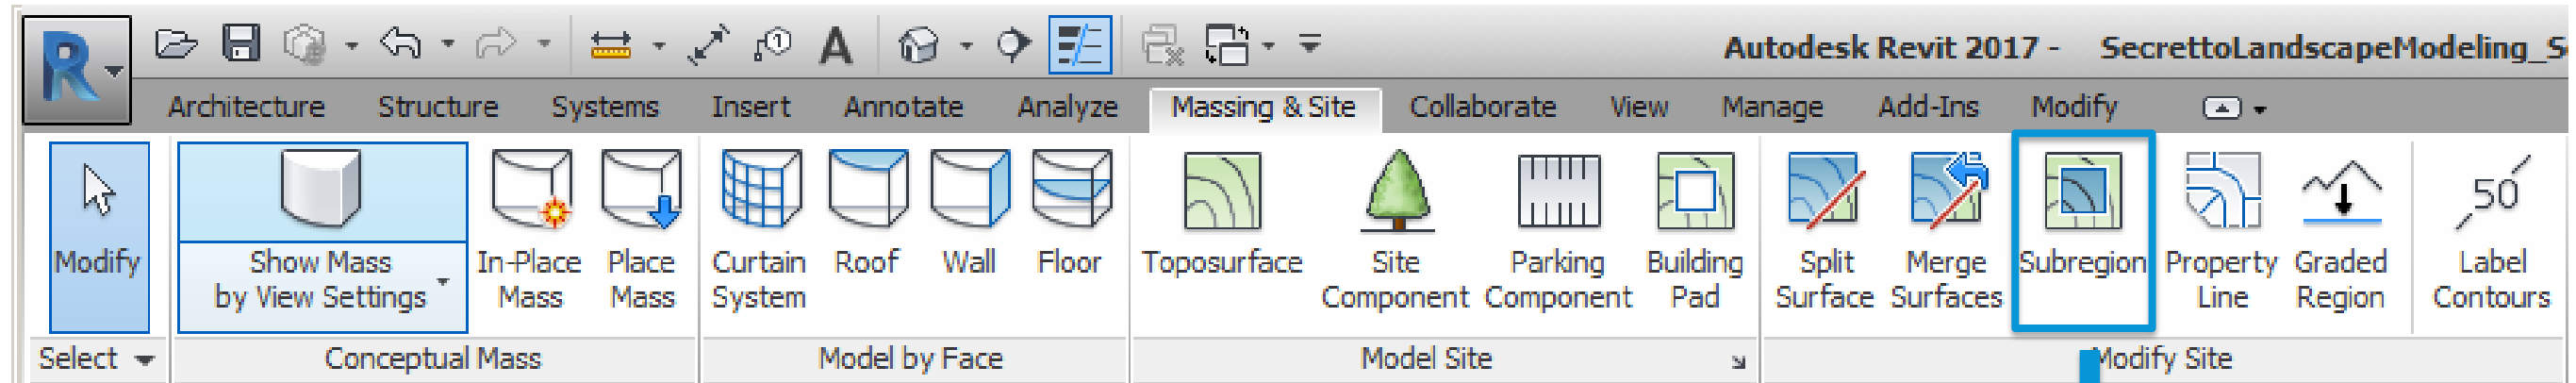 Autodesk Revit 2017 - SecrettoLandscapeModeling_S
Architecture Structure Systems Insert Annotate Analyze Massing & Site Collaborate View Manage Add-Ins Modify
Modify
Show Mass
by View Settings
In-Place
Mass
Place
Mass
Curtain
System
Roof
Wall
Floor
Toposurface
Site
Component
Parking
Component
Building
Pad
Split
Surface
Merge
Surfaces
Subregion
Property
Line
Graded
Region
50
Label
Contours
Select
Conceptual Mass
Model by Face
Model Site
Modify Site